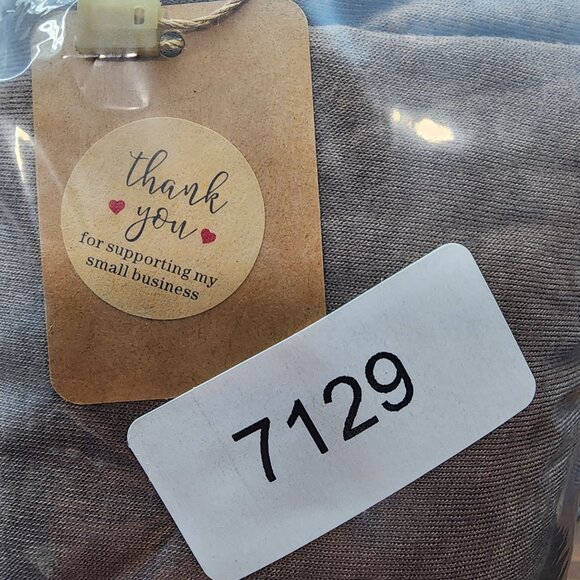 thank
you
for supporting my
small business
7129